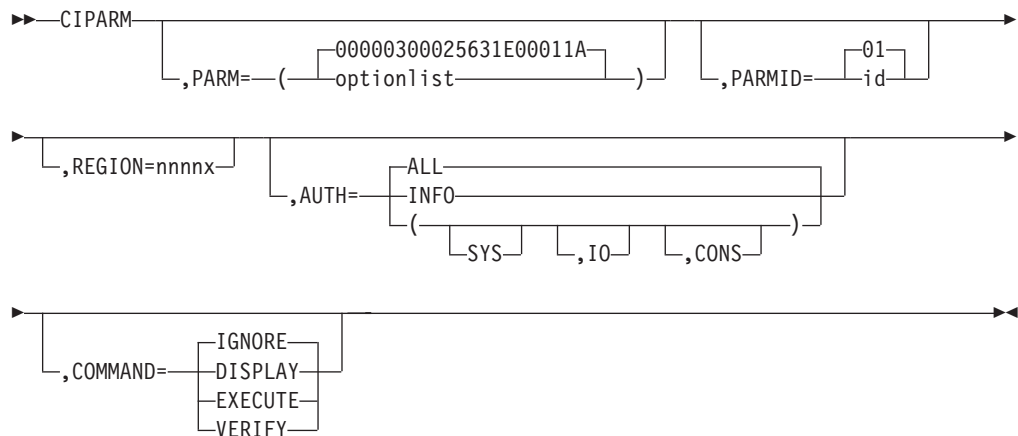 CIPARM
00000300025631E00011A
01
,PARM= ( optionlist ) ,PARMID= id
,REGION=nnnnx
ALL
,AUTH= INFO
( )
SYS ,IO ,CONS
IGNORE
,COMMAND= DISPLAY
EXECUTE
VERIFY